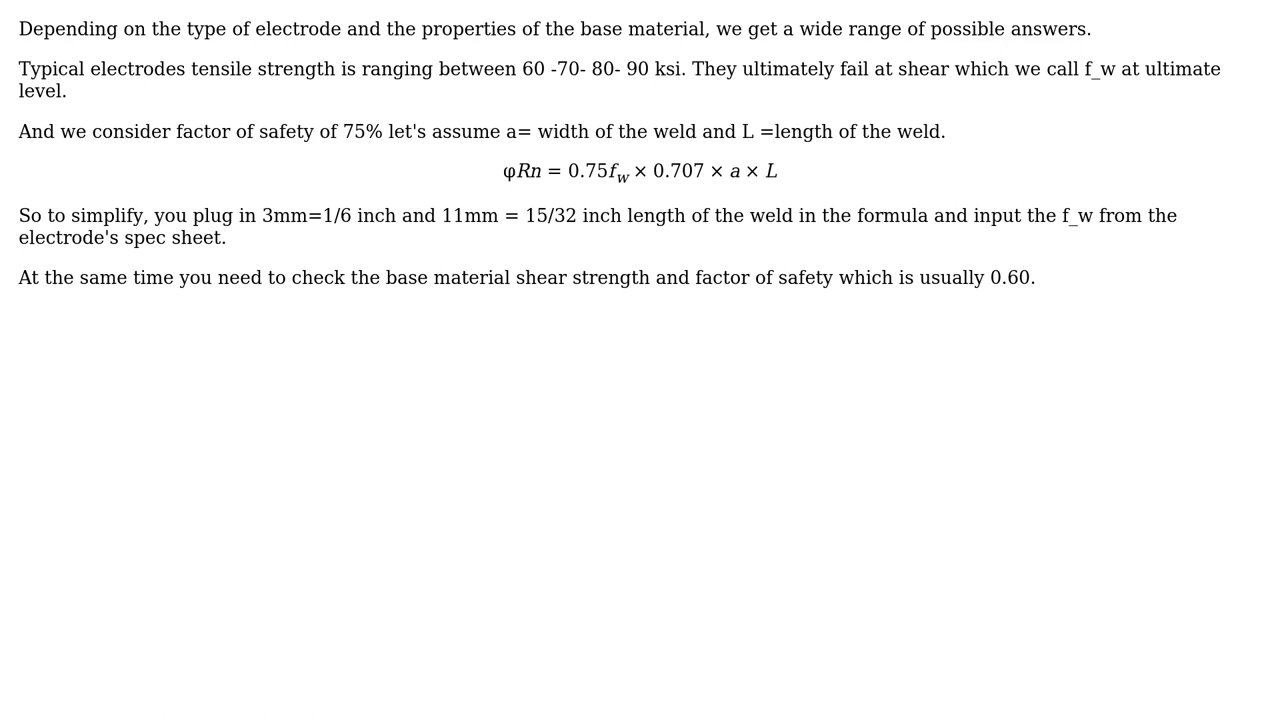 Depending on the type of electrode and the properties of the base material, we get a wide range of possible answers.
Typical electrodes tensile strength is ranging between 60 -70- 80- 90 ksi. They ultimately fail at shear which we call f_w at ultimate
level.
And we consider factor of safety of 75% let's assume a= width of the weld and L =length of the weld.
φRn = 0.75f_w × 0.707 × a × L
So to simplify, you plug in 3mm=1/6 inch and 11mm = 15/32 inch length of the weld in the formula and input the f_w from the
electrode's spec sheet.
At the same time you need to check the base material shear strength and factor of safety which is usually 0.60.